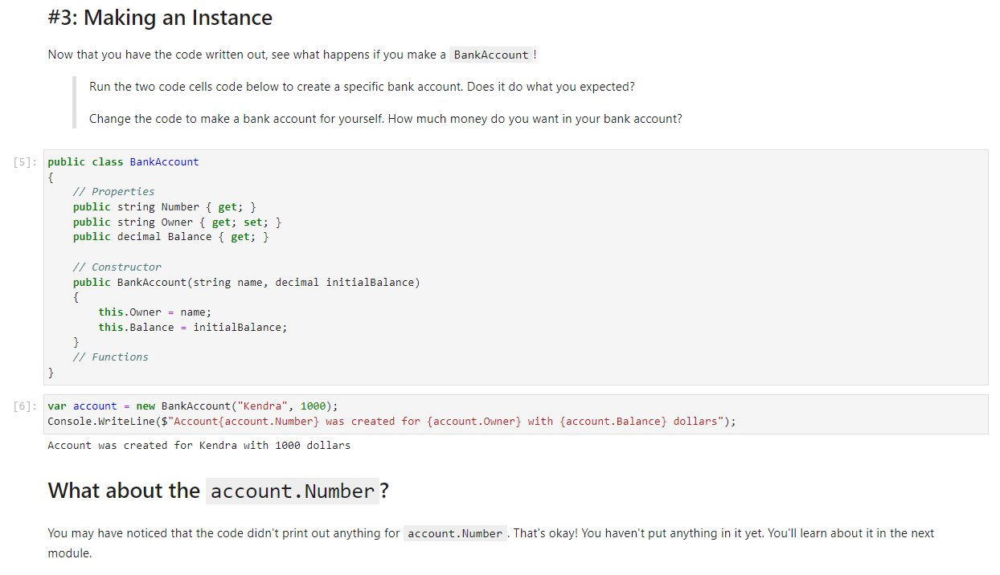 #3: Making an Instance
Now that you have the code written out, see what happens if you make a BankAccount!
Run the two code cells code below to create a specific bank account. Does it do what you expected?
Change the code to make a bank account for yourself. How much money do you want in your bank account?
[5]: public class BankAccount
{
    // Properties
    public string Number { get; }
    public string Owner { get; set; }
    public decimal Balance { get; }
    // Constructor
    public BankAccount(string name, decimal initialBalance)
    {
        this.Owner = name;
        this.Balance = initialBalance;
    }
    // Functions
}
[6]: var account = new BankAccount("Kendra", 1000);
Console.WriteLine($"Account{account.Number} was created for {account.Owner} with {account.Balance} dollars");
Account was created for Kendra with 1000 dollars
What about the account.Number?
You may have noticed that the code didn't print out anything for account.Number. That's okay! You haven't put anything in it yet. You'll learn about it in the next
module.